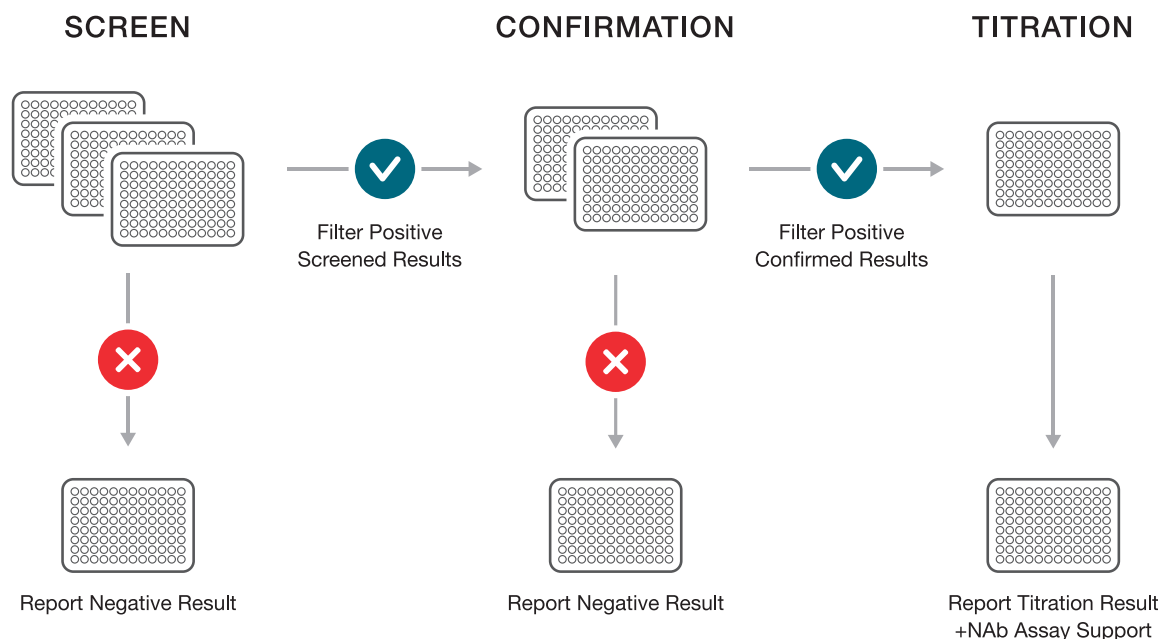 SCREEN
CONFIRMATION
TITRATION
Filter Positive
Screened Results
Filter Positive
Confirmed Results
Report Negative Result
Report Negative Result
Report Titration Result
+NAb Assay Support